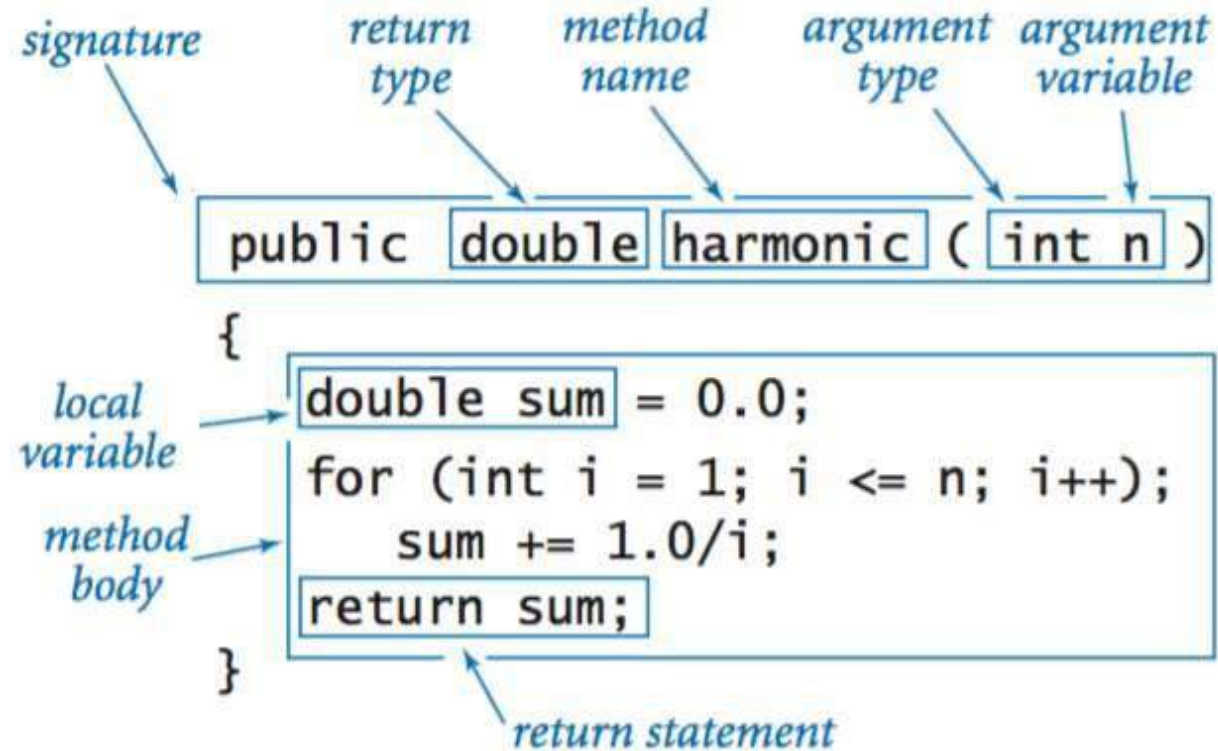 signature
return
type
method
name
argument
type
argument
variable
public double harmonic ( int n )
{
local
variable
double sum = 0.0;
for (int i = 1; i <= n; i++);
method
body
sum += 1.0/i;
return sum;
}
return statement